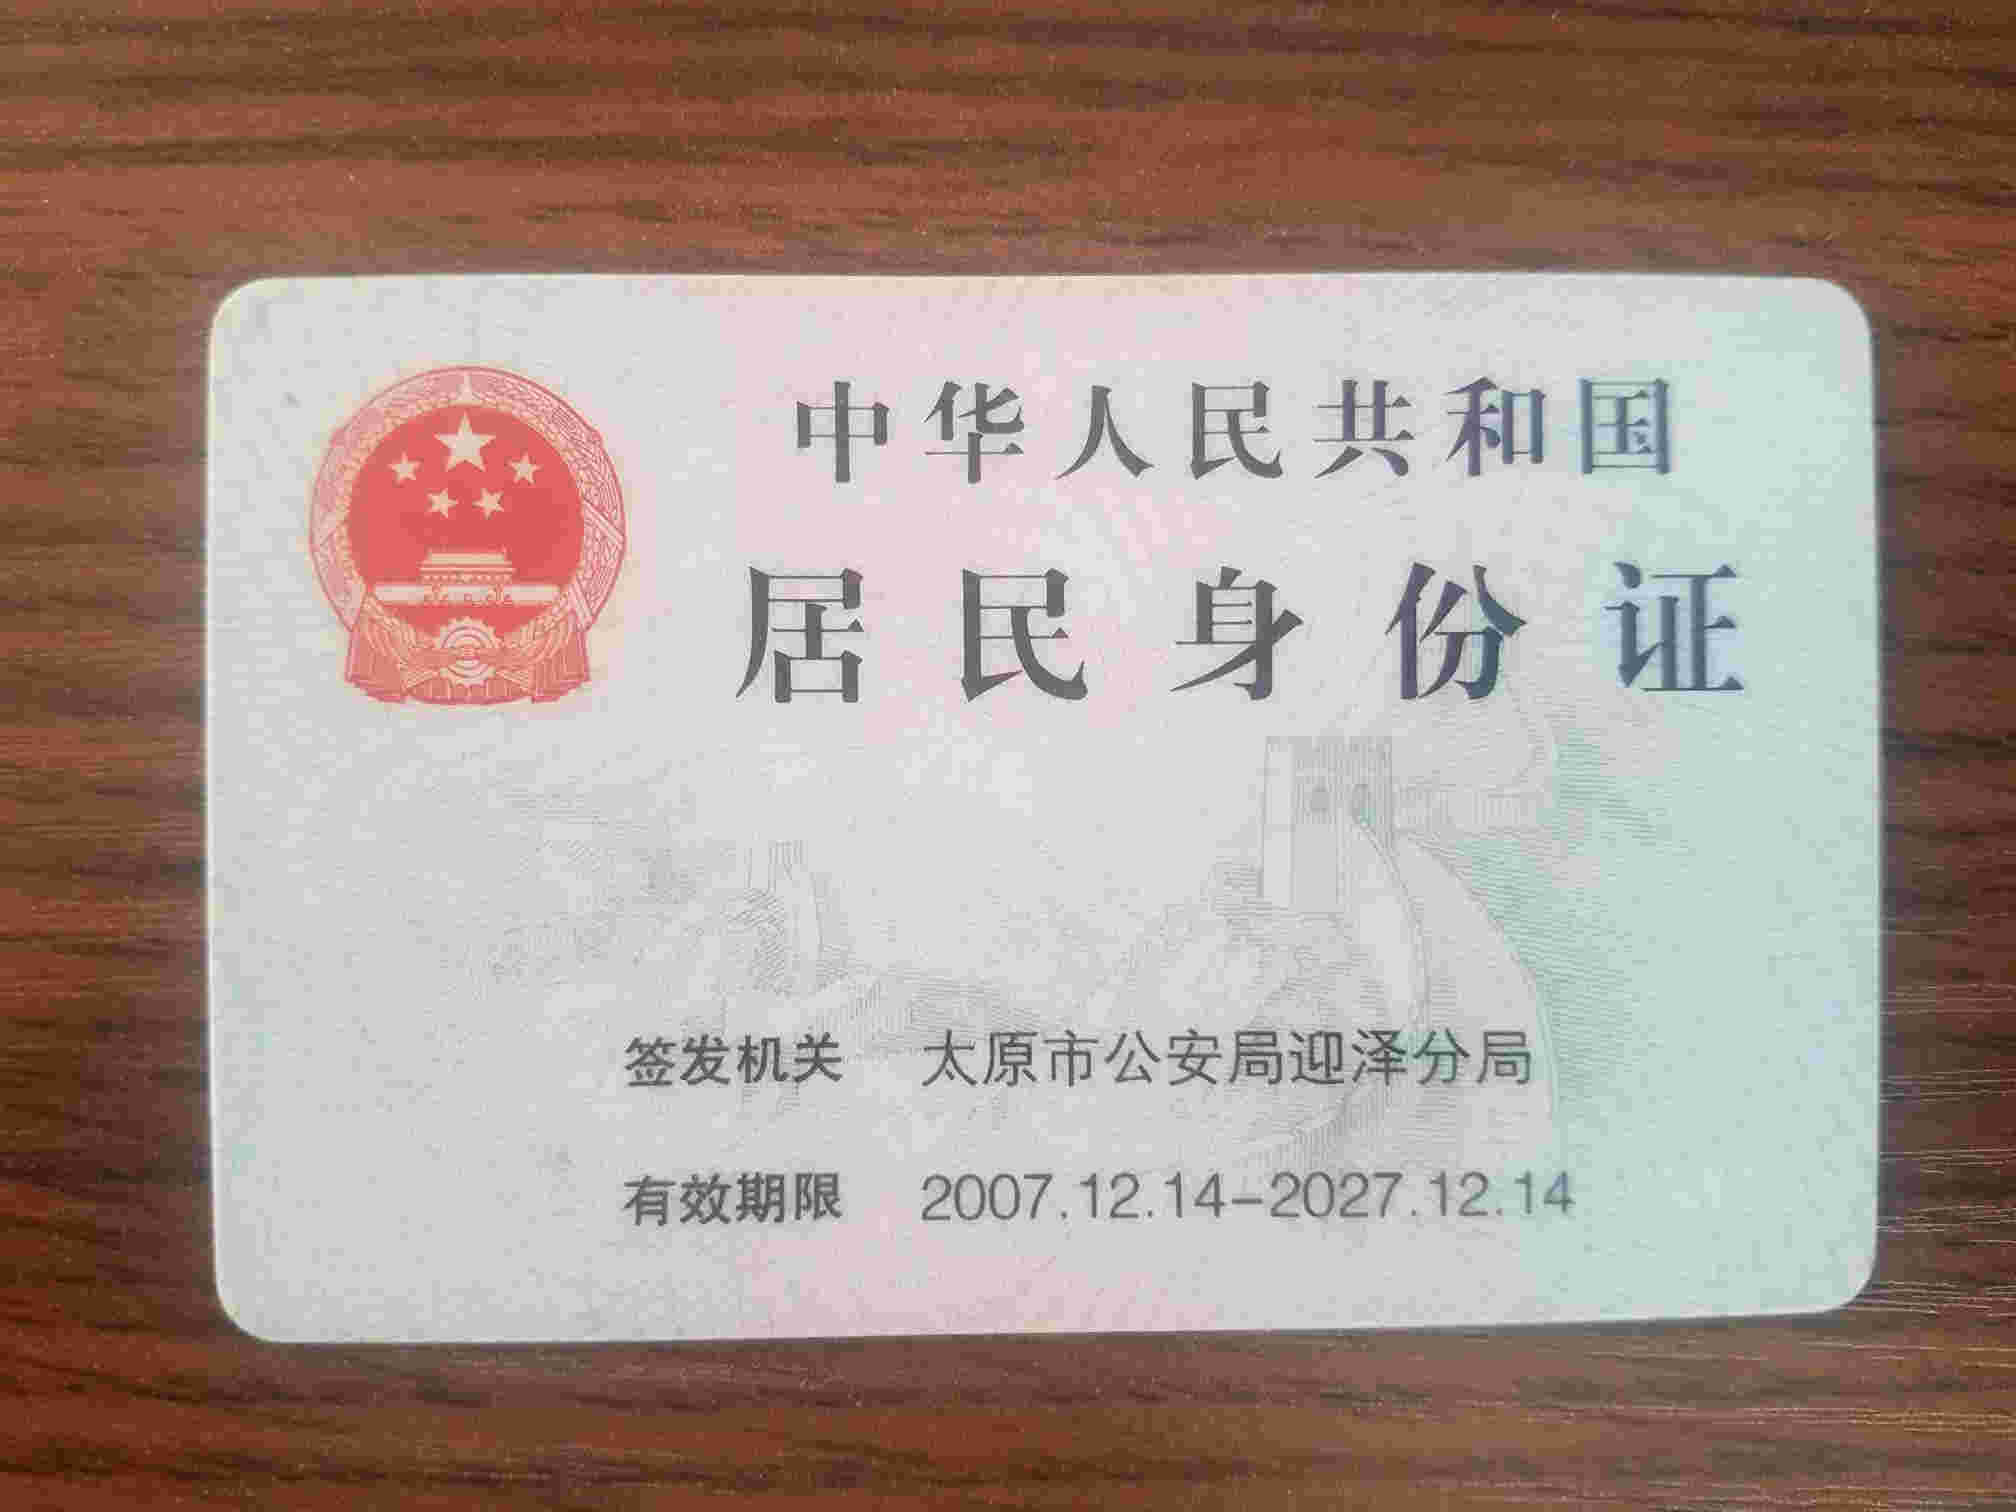 中华人民共和国
居民身份证
签发机关 太原市公安局迎泽分局
有效期限 2007.12.14-2027.12.14